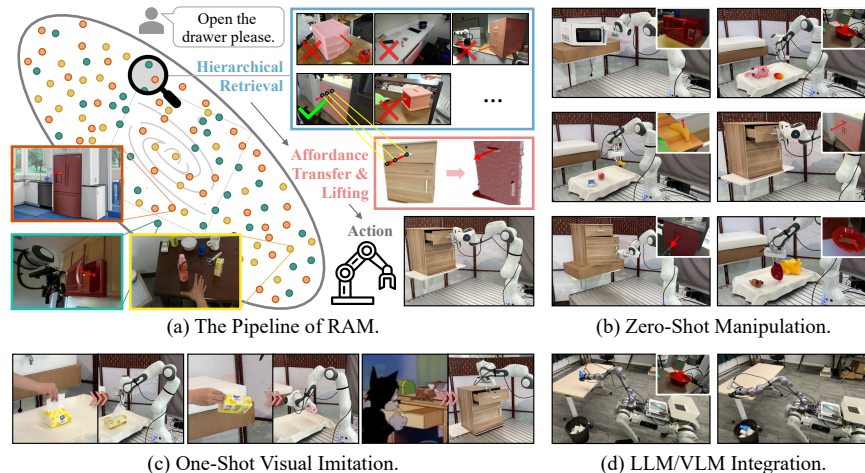 Open the
drawer please.
Hierarchical
Retrieval
...
Affordance
Transfer &
Lifting
Action
(a) The Pipeline of RAM.
(b) Zero-Shot Manipulation.
(c) One-Shot Visual Imitation.
(d) LLM/VLM Integration.